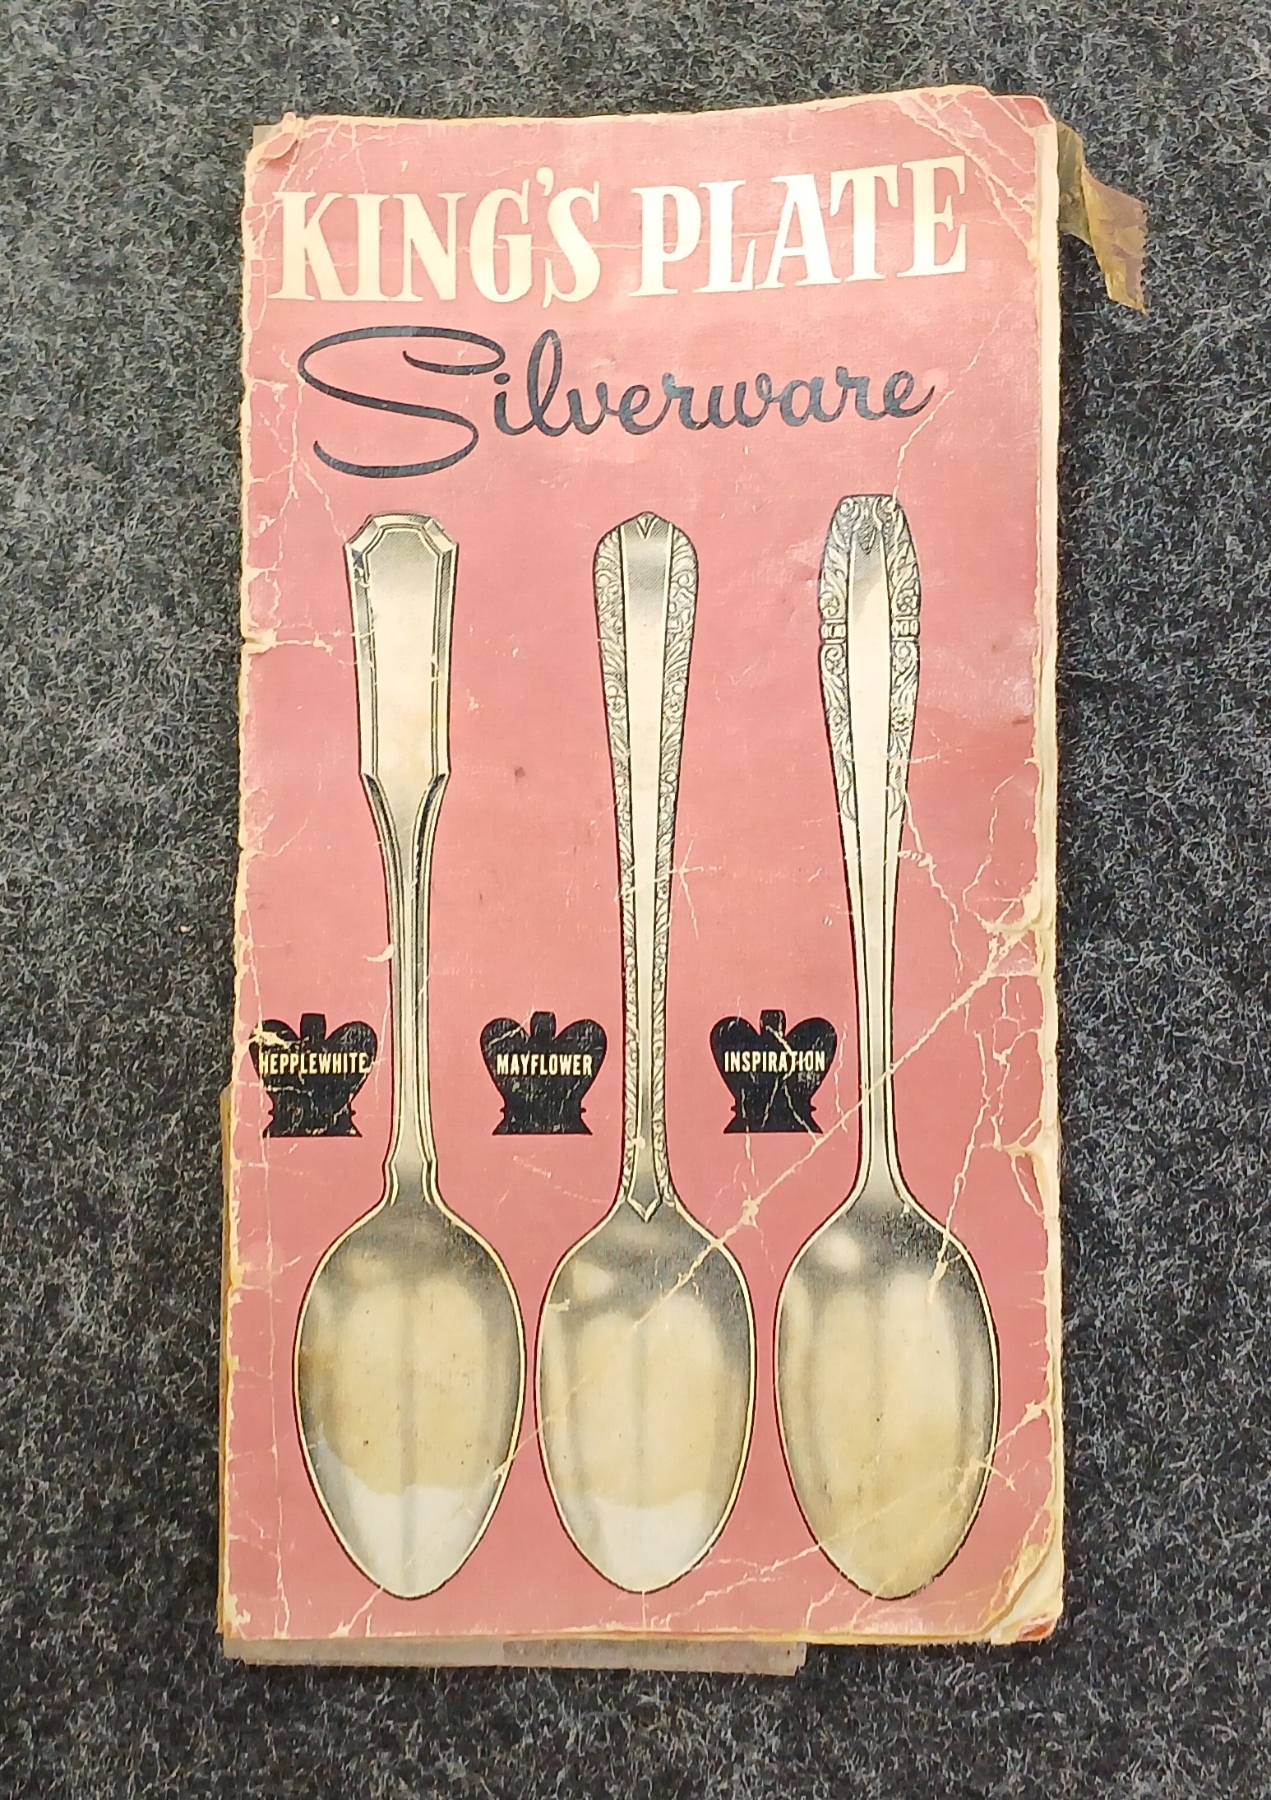 KING'S PLATE
Silverware
HEPPLEWHITE
MAYFLOWER
INSPIRATION